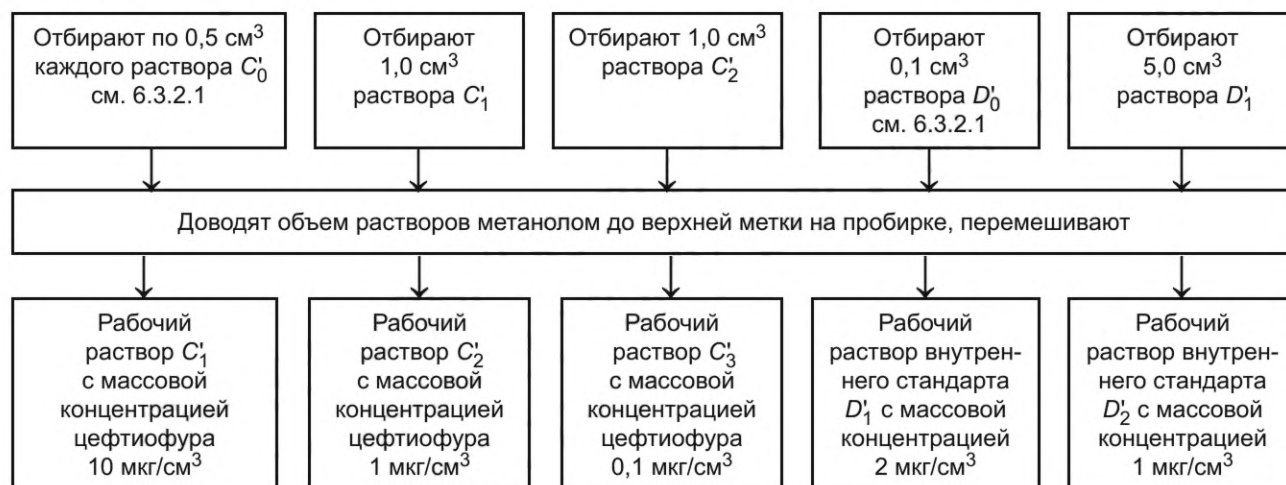 Отбирают по 0,5 см³
каждого раствора C'₀
см. 6.3.2.1
Отбирают
1,0 см³
раствора C'₁
Отбирают 1,0 см³
раствора C'₂
Отбирают
0,1 см³
раствора D'₀
см. 6.3.2.1
Отбирают
5,0 см³
раствора D'₁
Доводят объем растворов метанолом до верхней метки на пробирке, перемешивают
Рабочий
раствор C'₁
с массовой
концентрацией
цефтиофура
10 мкг/см³
Рабочий
раствор C'₂
с массовой
концентрацией
цефтиофура
1 мкг/см³
Рабочий
раствор C'₃
с массовой
концентрацией
цефтиофура
0,1 мкг/см³
Рабочий
раствор внутрен-
него стандарта
D'₁ с массовой
концентрацией
2 мкг/см³
Рабочий
раствор внутрен-
него стандарта
D'₂ с массовой
концентрацией
1 мкг/см³